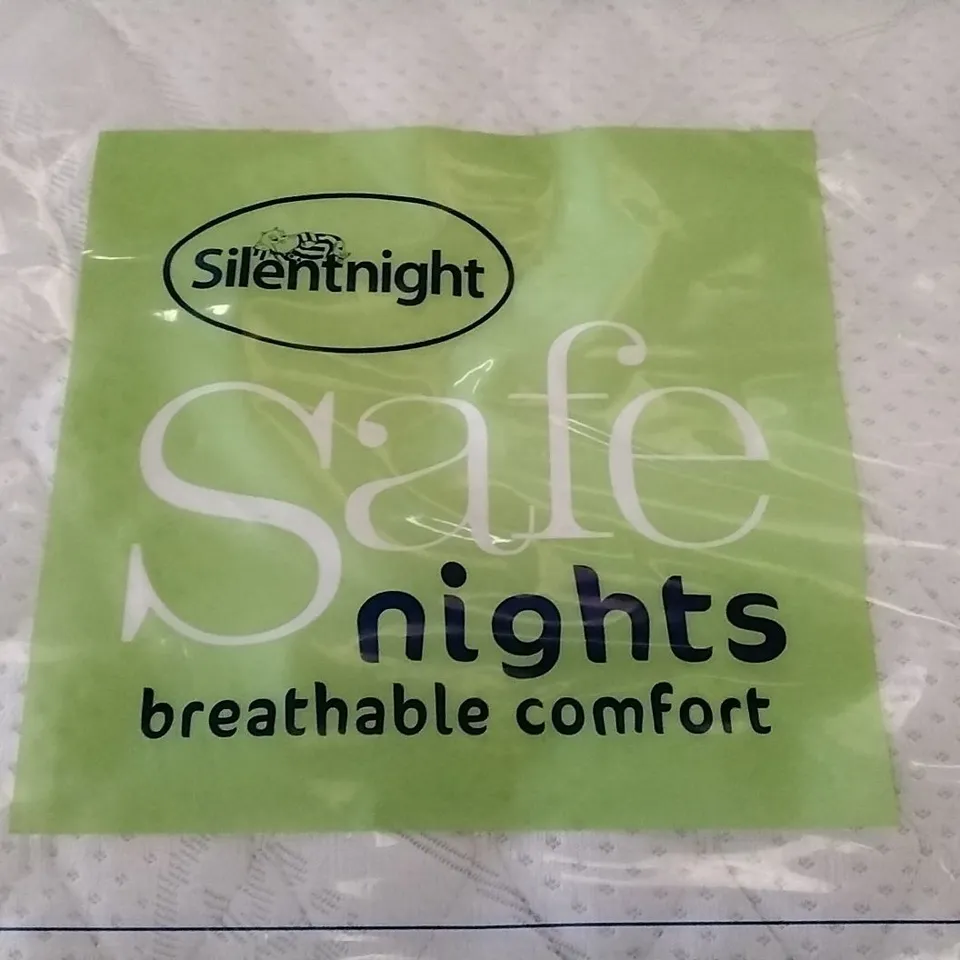 Silentnight
Safe
nights
breathable comfort